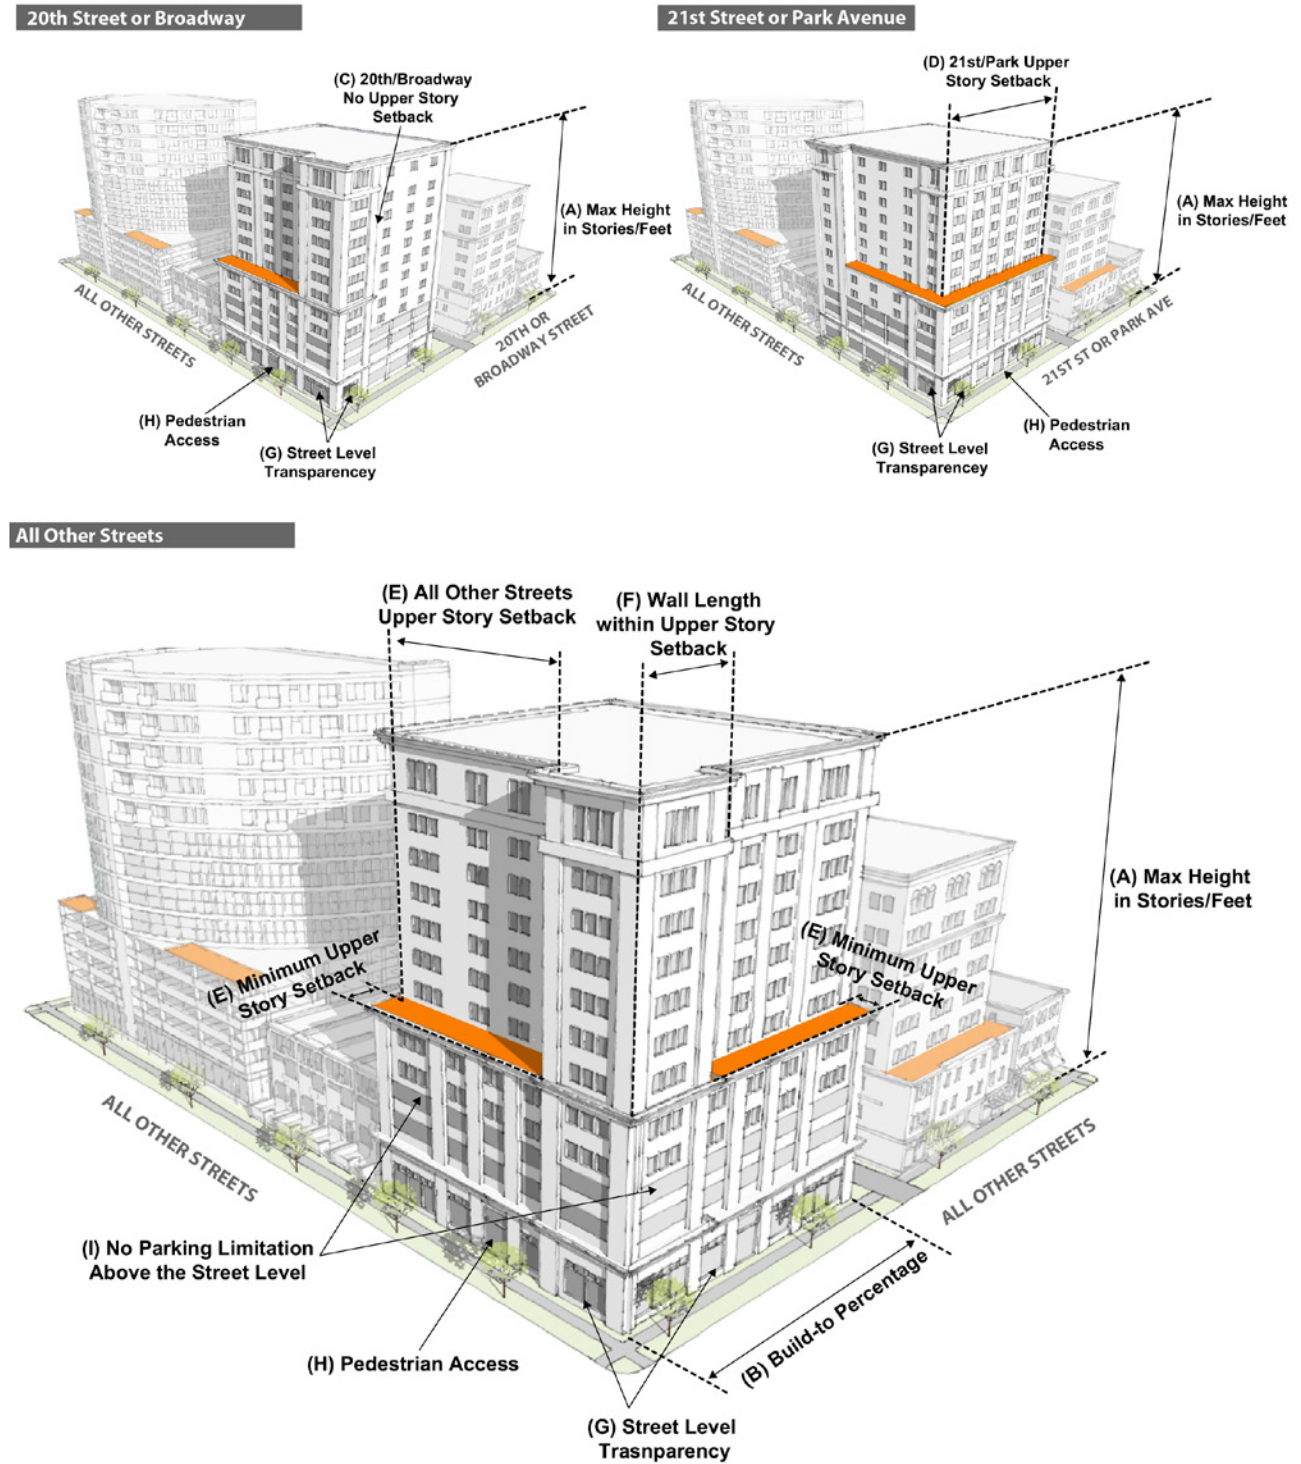 20th Street or Broadway
(C) 20th/Broadway
No Upper Story
Setback
(A) Max Height
in Stories/Feet
ALL OTHER STREETS
20TH OR
BROADWAY STREET
(H) Pedestrian
Access
(G) Street Level
Transparencey
21st Street or Park Avenue
(D) 21st/Park Upper
Story Setback
(A) Max Height
in Stories/Feet
ALL OTHER STREETS
21ST ST OR PARK AVE
(H) Pedestrian
Access
(G) Street Level
Transparencey
All Other Streets
(E) All Other Streets
Upper Story Setback
(F) Wall Length
within Upper Story
Setback
(A) Max Height
in Stories/Feet
(E) Minimum Upper
Story Setback
(E) Minimum Upper
Story Setback
ALL OTHER STREETS
ALL OTHER STREETS
(I) No Parking Limitation
Above the Street Level
(B) Build-to Percentage
(H) Pedestrian Access
(G) Street Level
Trasnparency